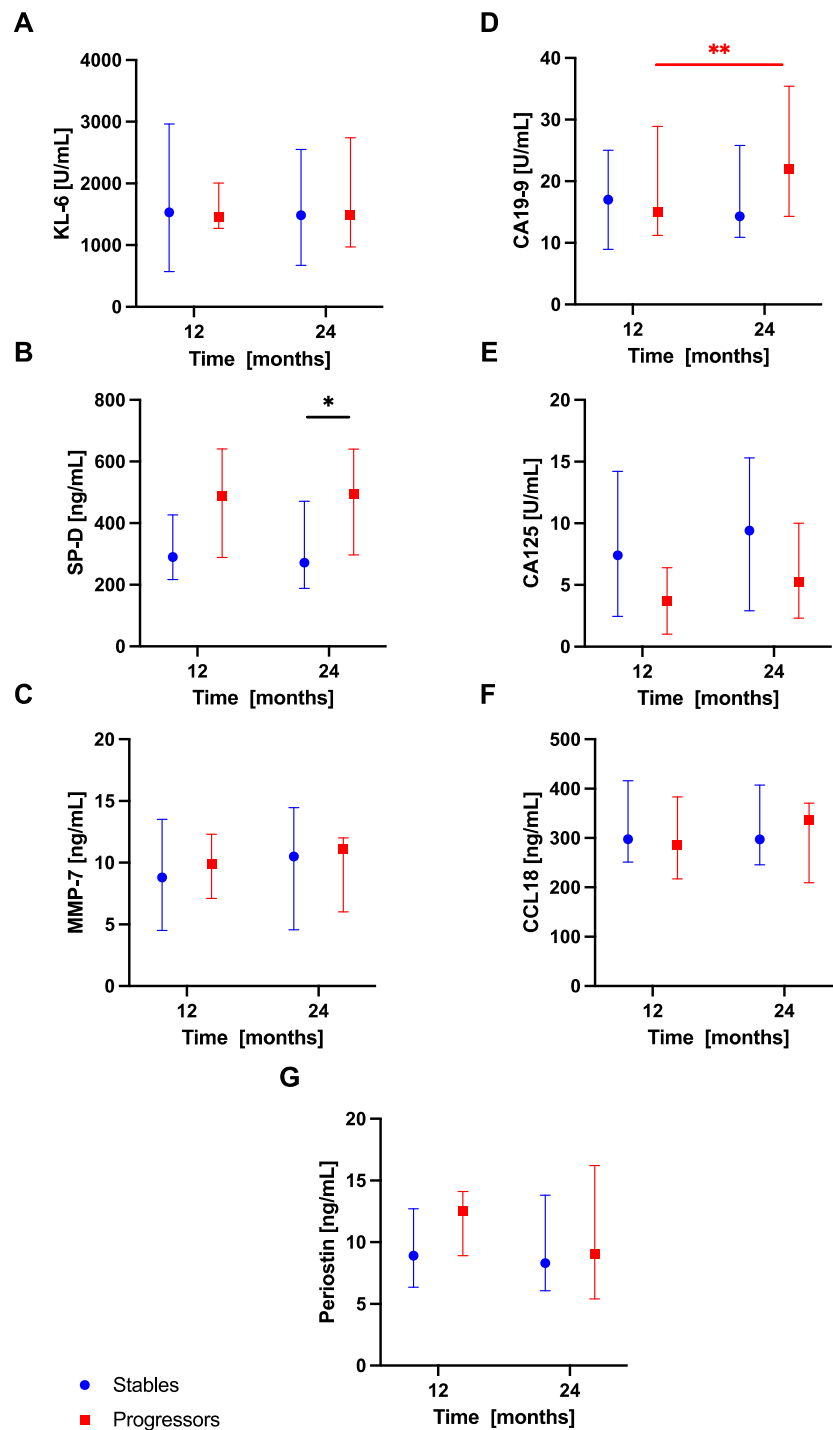 A
KL-6 [U/mL]
4000
3000
2000
1000
0
12 24
Time [months]
B
SP-D [ng/mL]
800
600
400
200
0
*
12 24
Time [months]
C
MMP-7 [ng/mL]
20
15
10
5
0
12 24
Time [months]
D
CA19-9 [U/mL]
40
30
20
10
0
**
12 24
Time [months]
E
CA125 [U/mL]
20
15
10
5
0
12 24
Time [months]
F
CCL18 [ng/mL]
500
400
300
200
100
0
12 24
Time [months]
G
Periostin [ng/mL]
20
15
10
5
0
12 24
Time [months]
Stables
Progressors